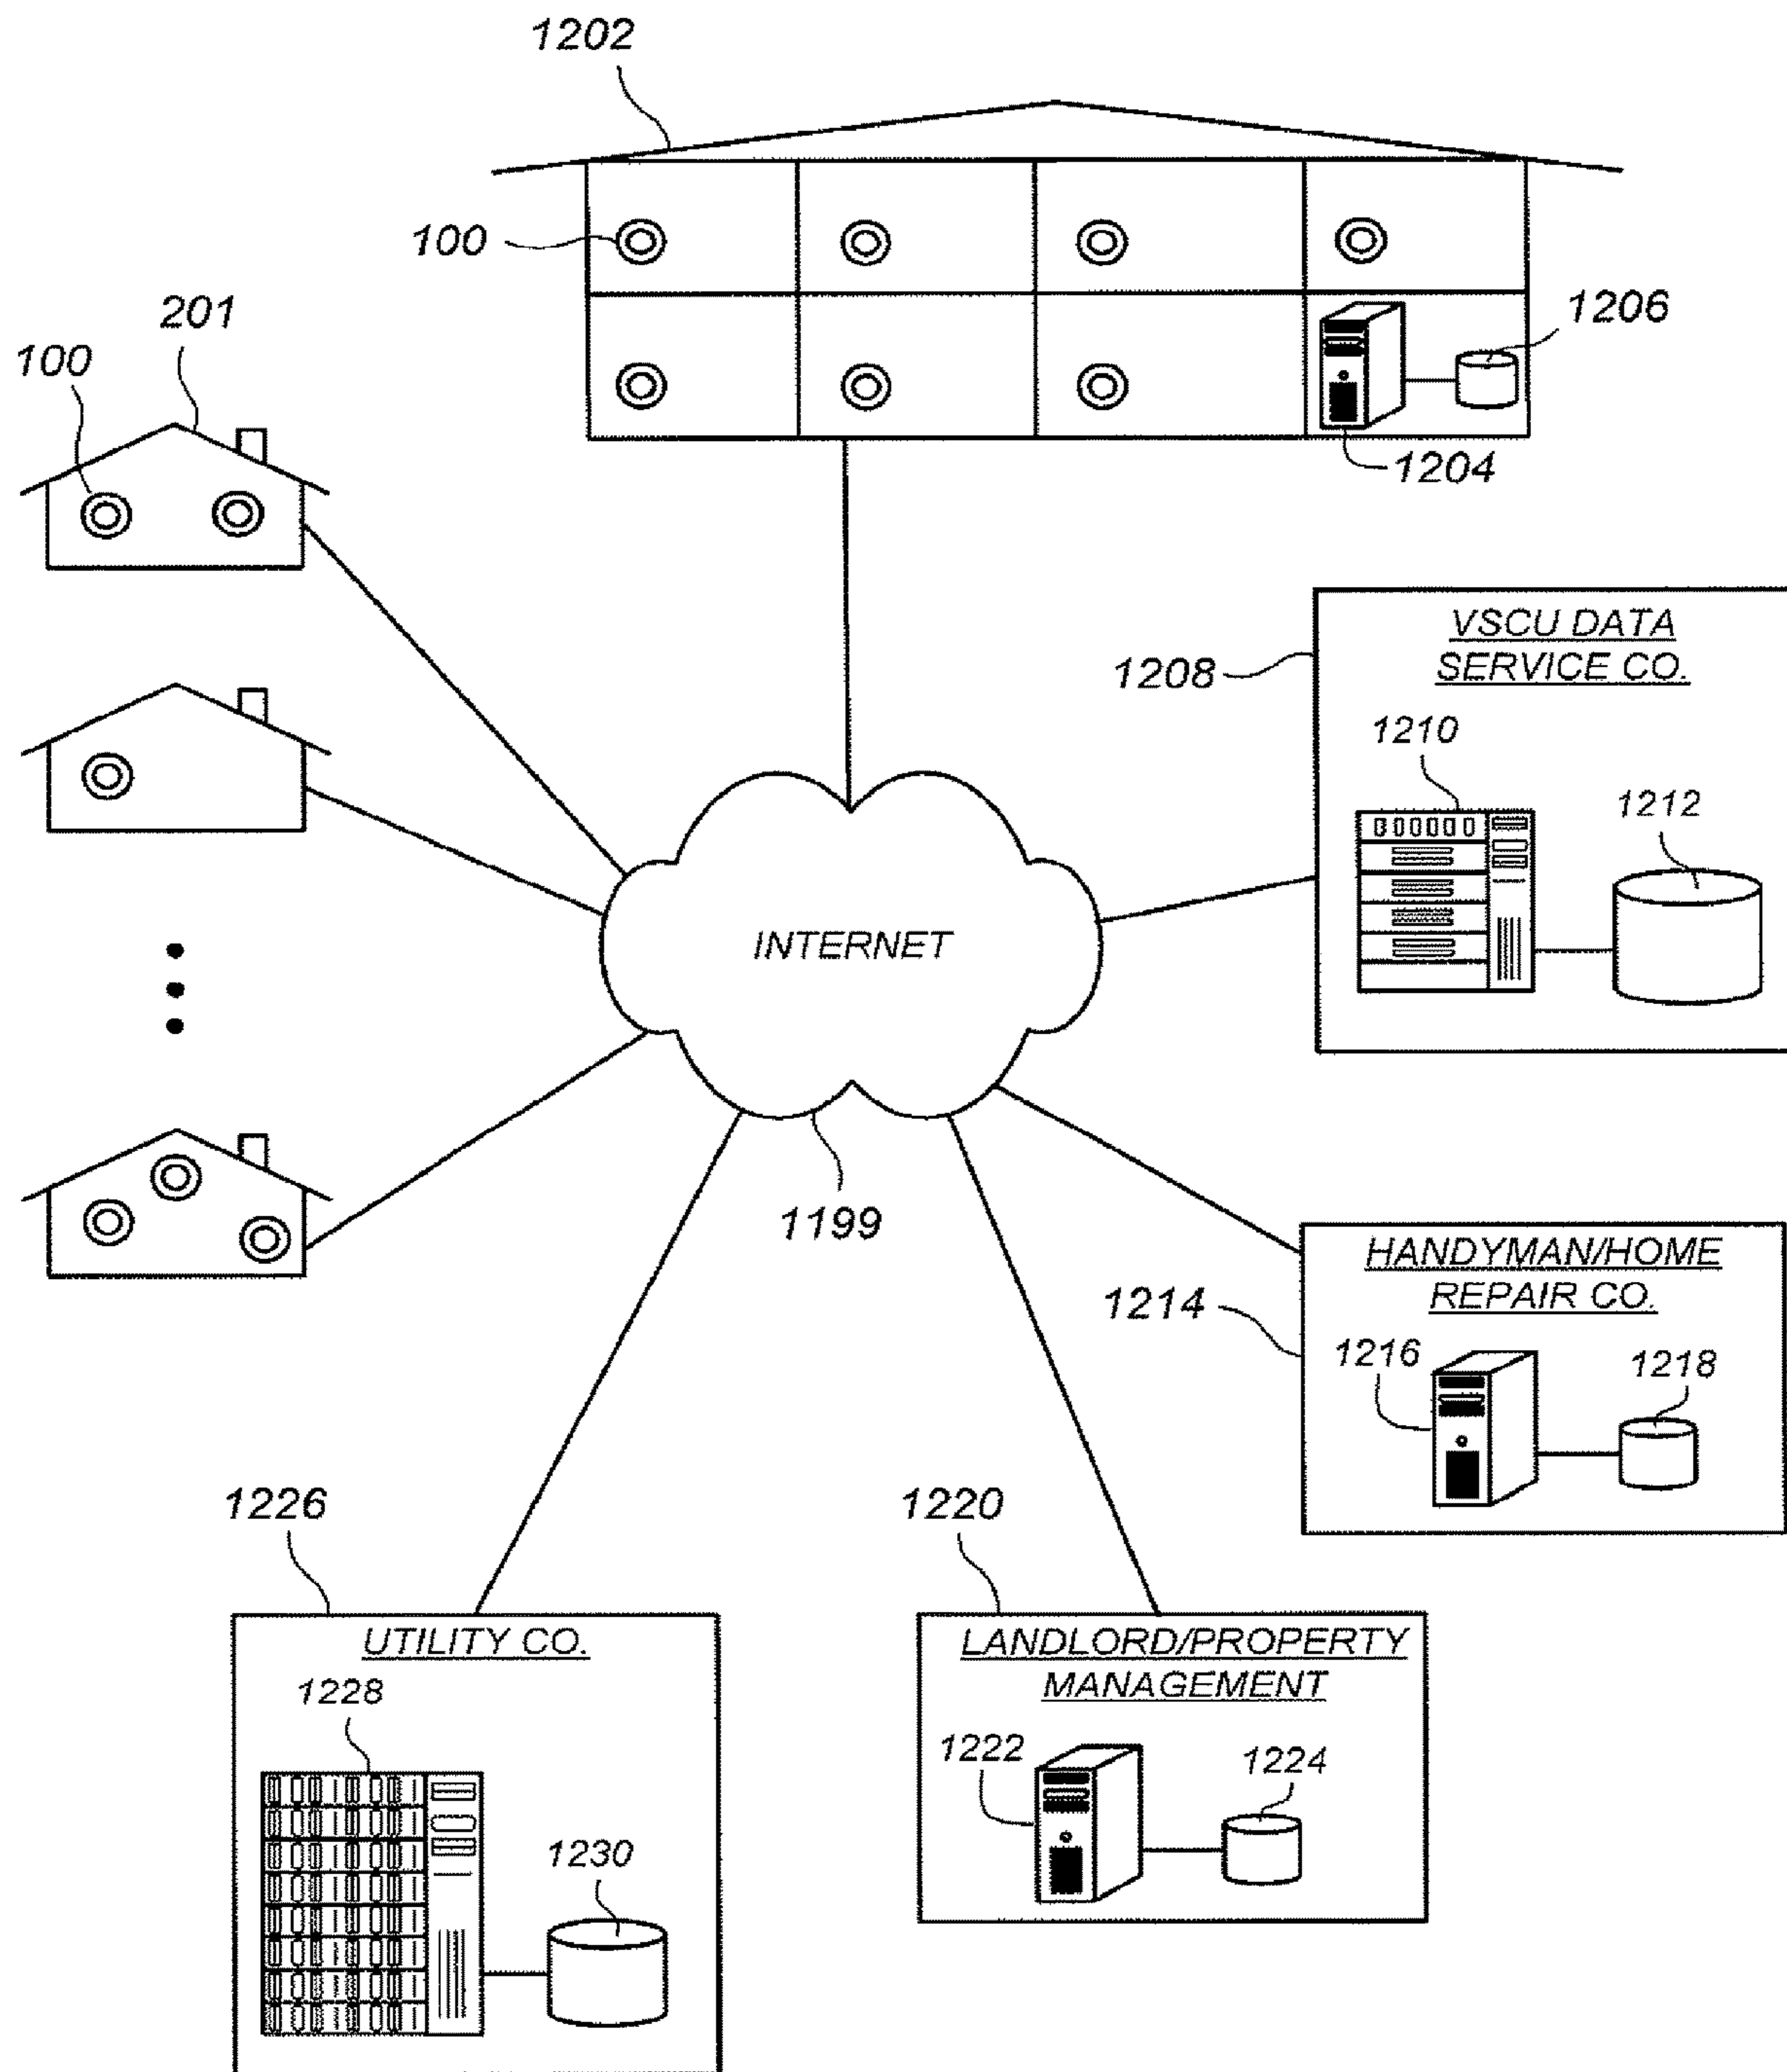 1202
100
1206
201
100
1204
VSCU DATA
SERVICE CO.
1208
1210
1212
INTERNET
1199
HANDYMAN/HOME
REPAIR CO.
1214
1216
1218
1226
1220
UTILITY CO.
LANDLORD/PROPERTY
MANAGEMENT
1228
1222
1224
1230